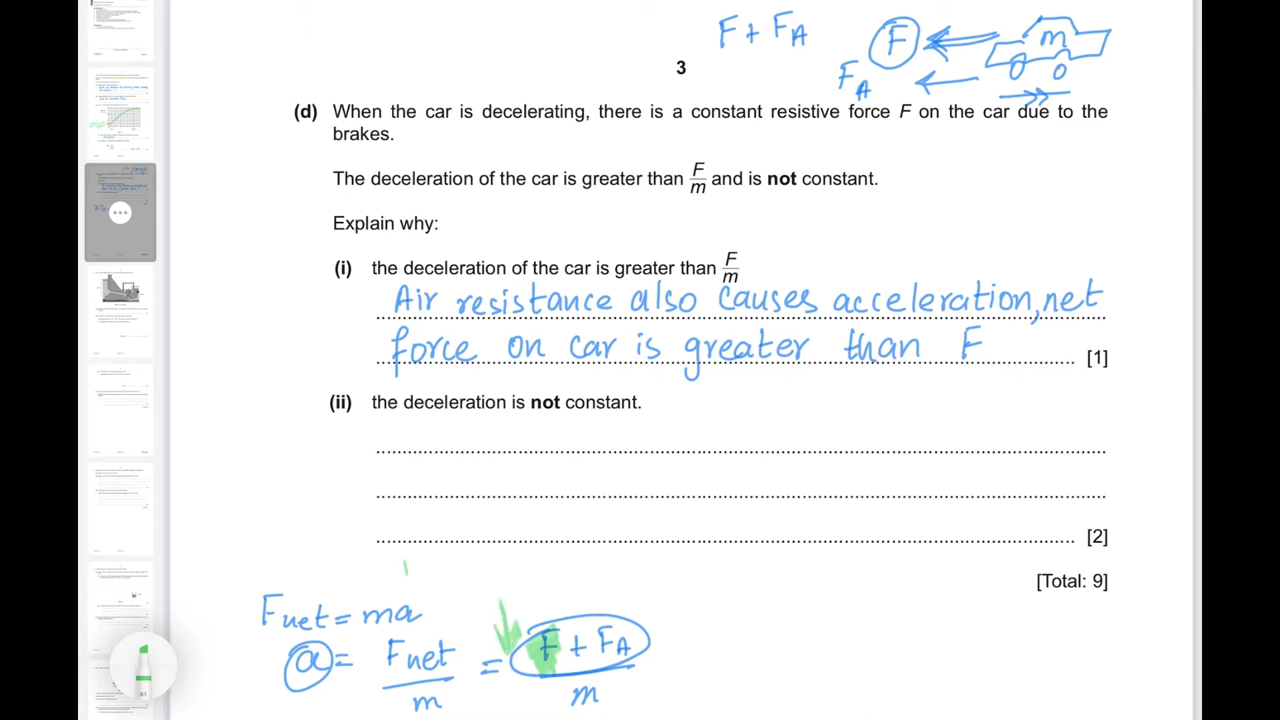 F + F_A
F
m
F_A
3
(d) When the car is decelerating, there is a constant resistive force F on the car due to the
brakes.
The deceleration of the car is greater than F/m and is not constant.
Explain why:
(i) the deceleration of the car is greater than F/m
Air resistance also causes acceleration, net
force on car is greater than F
[1]
(ii) the deceleration is not constant.
[2]
[Total: 9]
F_net = ma
a = F_net/m = F + F_A/m